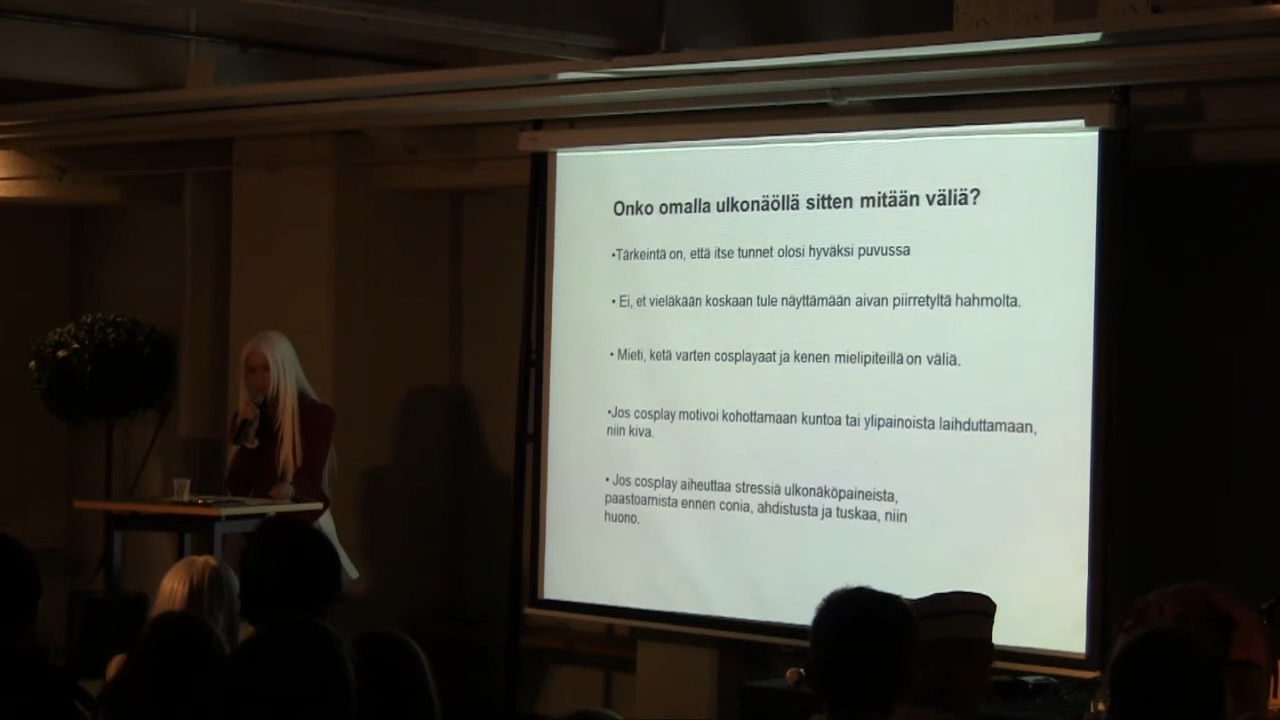 Onko omalla ulkonäöllä sitten mitään väliä?
•Tärkeintä on, että itse tunnet olosi hyväksi puvussa
• Ei, et vieläkään koskaan tule näyttämään aivan piirretyltä hahmolta.
• Mieti, ketä varten cosplayaat ja kenen mielipiteillä on väliä.
•Jos cosplay motivoi kohottamaan kuntoa tai ylipainoista laihduttamaan,
niin kiva.
• Jos cosplay aiheuttaa stressiä ulkonäköpaineista,
paastoamista ennen conia, ahdistusta ja tuskaa, niin
huono.